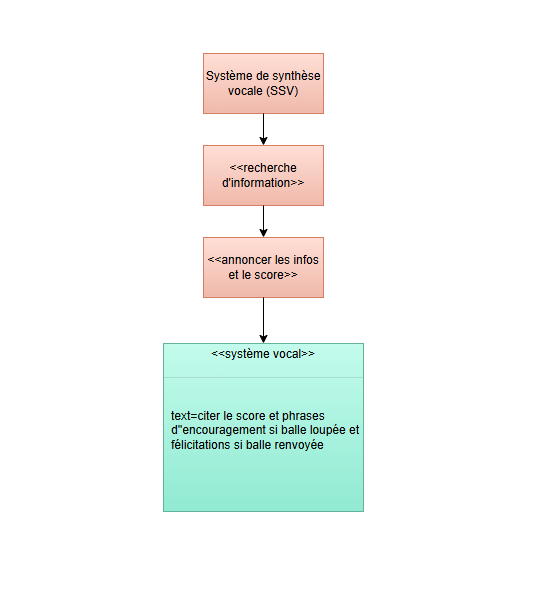 Système de synthèse
vocale (SSV)
<<recherche
d'information>>
<<annoncer les infos
et le score>>
<<système vocal>>
text=citer le score et phrases
d"encouragement si balle loupée et
félicitations si balle renvoyée